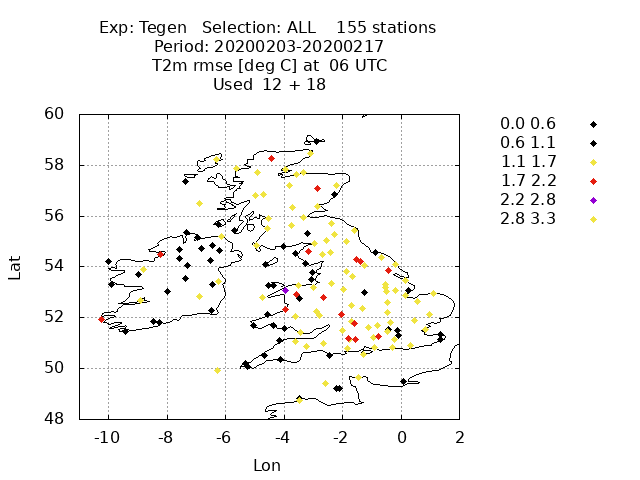 Exp: Tegen   Selection: ALL    155 stations
Period: 20200203-20200217
T2m rmse [deg C] at  06 UTC
Used  12 + 18
60
58
56
54
52
50
48
Lat
-10 -8 -6 -4 -2 0 2
Lon
0.0 0.6
0.6 1.1
1.1 1.7
1.7 2.2
2.2 2.8
2.8 3.3